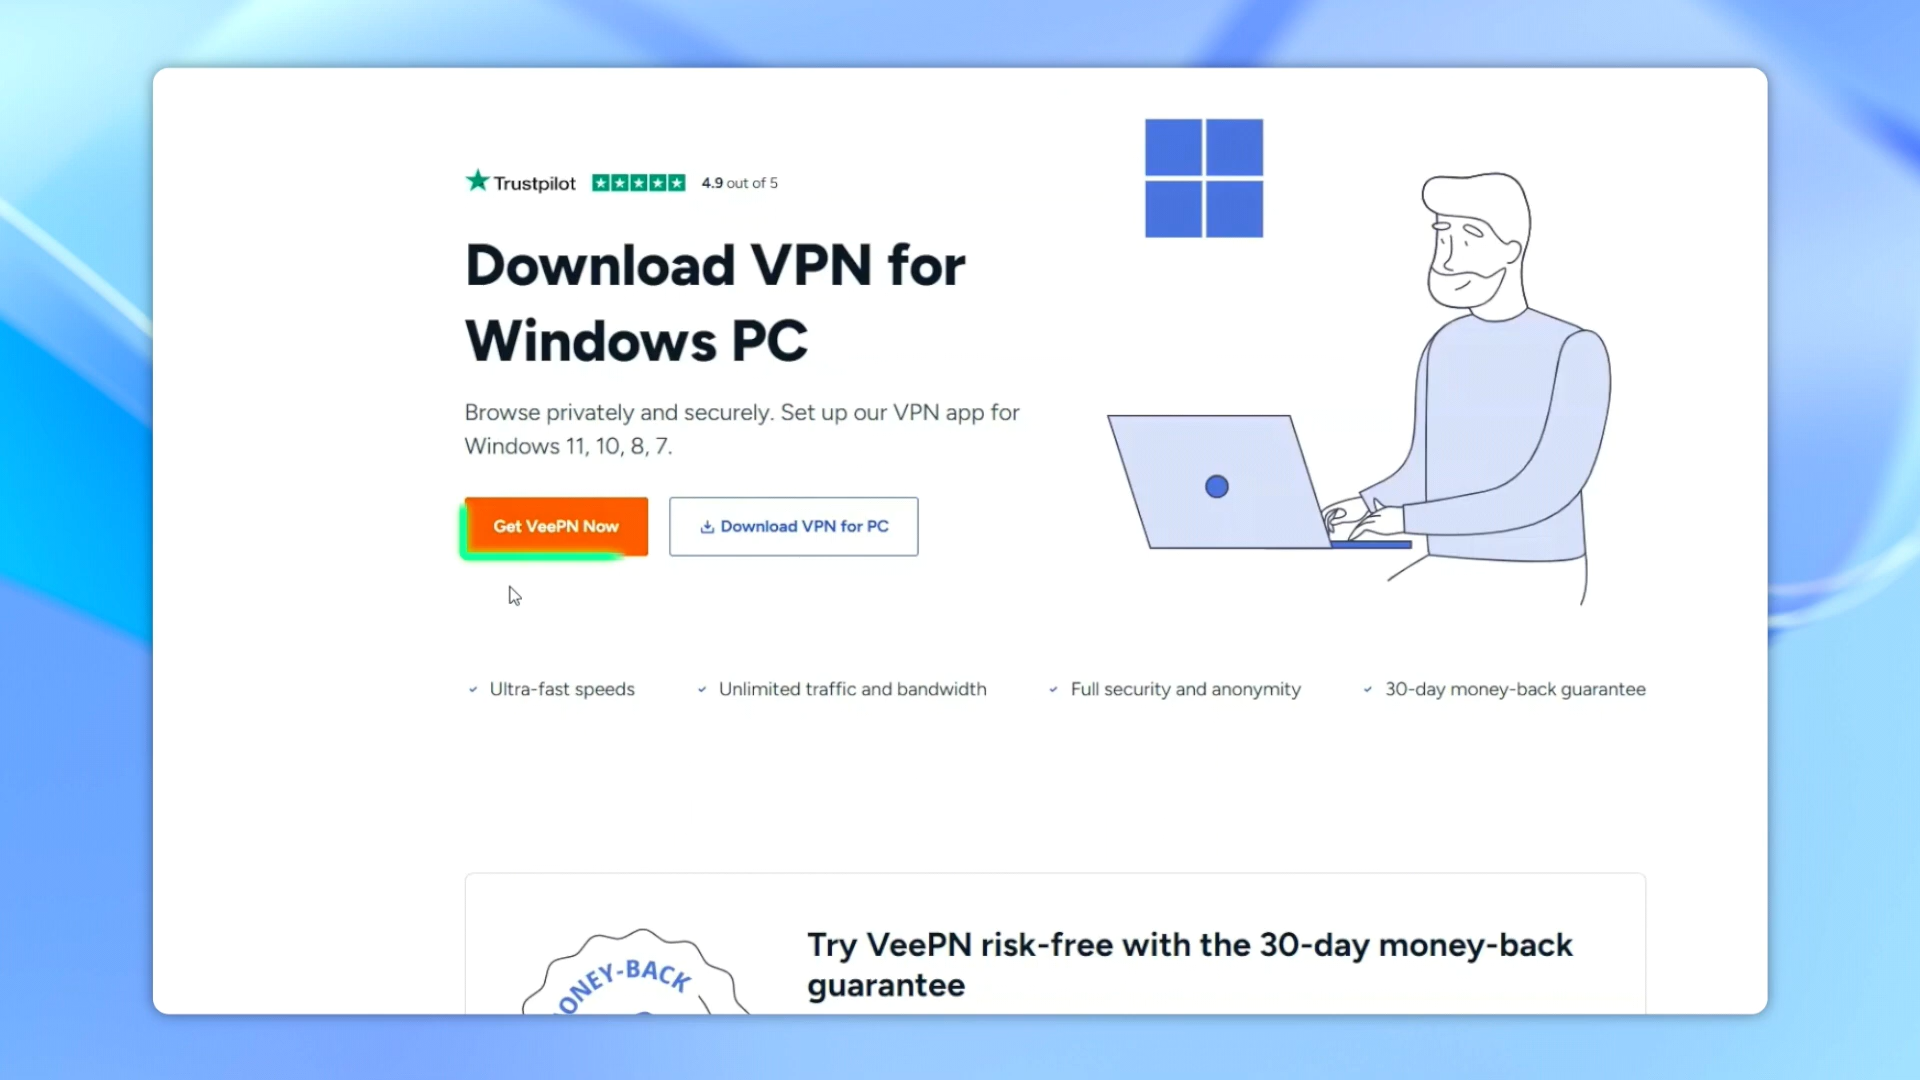 Trustpilot 4.9 out of 5
Download VPN for
Windows PC
Browse privately and securely. Set up our VPN app for
Windows 11, 10, 8, 7.
Get VeePN Now
Download VPN for PC
Ultra-fast speeds
Unlimited traffic and bandwidth
Full security and anonymity
30-day money-back guarantee
Try VeePN risk-free with the 30-day money-back
guarantee